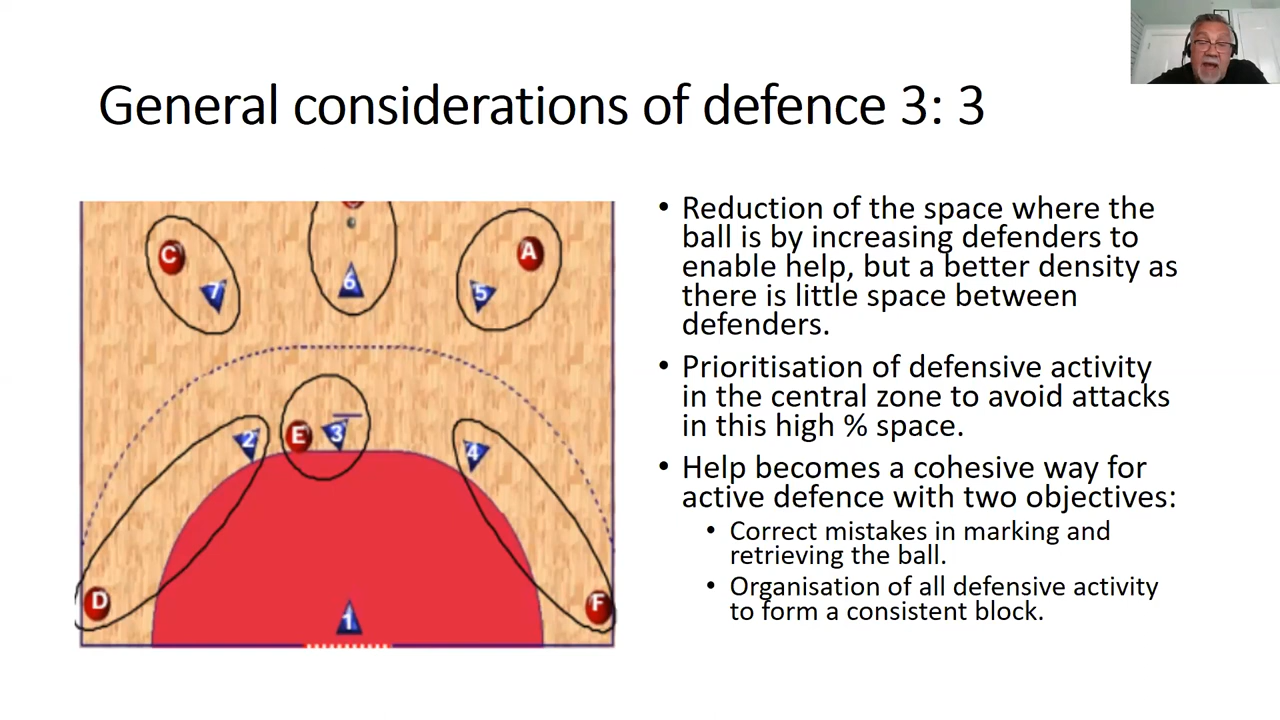 General considerations of defence 3: 3
C
A
7
6
5
2
E
3
4
D
F
1
• Reduction of the space where the
ball is by increasing defenders to
enable help, but a better density as
there is little space between
defenders.
• Prioritisation of defensive activity
in the central zone to avoid attacks
in this high % space.
• Help becomes a cohesive way for
active defence with two objectives:
• Correct mistakes in marking and
retrieving the ball.
• Organisation of all defensive activity
to form a consistent block.